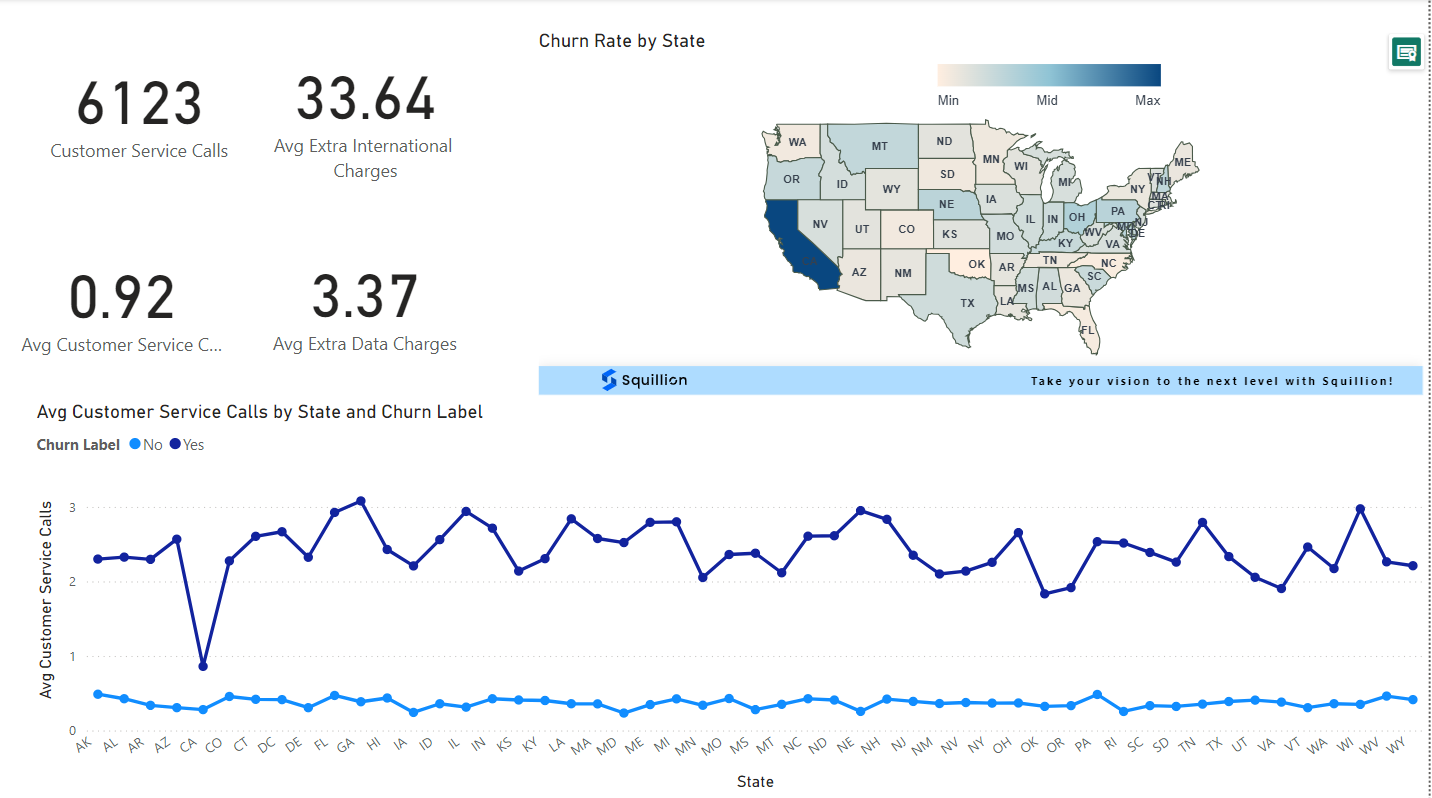 Churn Rate by State
6123
Customer Service Calls
33.64
Avg Extra International
Charges
Min Mid Max
0.92
Avg Customer Service C...
3.37
Avg Extra Data Charges
WA MT ND MN WI MI ME
OR ID WY SD IA NY VT NH
NV UT CO NE KS MO IL IN OH PA MA CT RI
AZ NM OK AR TN KY WV VA NJ DE
TX LA MS AL GA SC NC FL
Squillion
Take your vision to the next level with Squillion!
Avg Customer Service Calls by State and Churn Label
Churn Label No Yes
Avg Customer Service Calls
3
2
1
0
AK AL AR AZ CA CO CT DC DE FL GA HI IA ID IL IN KS KY LA MA MD ME MI MN MO MS MT NC ND NE NH NJ NM NV NY OH OK OR PA RI SC SD TN TX UT VA VT WA WI WV WY
State